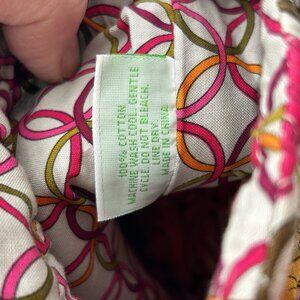 100% COTTON
MACHINE WASH COOL, GENTLE
CYCLE. DO NOT BLEACH.
LINE DRY.
MADE IN CHINA